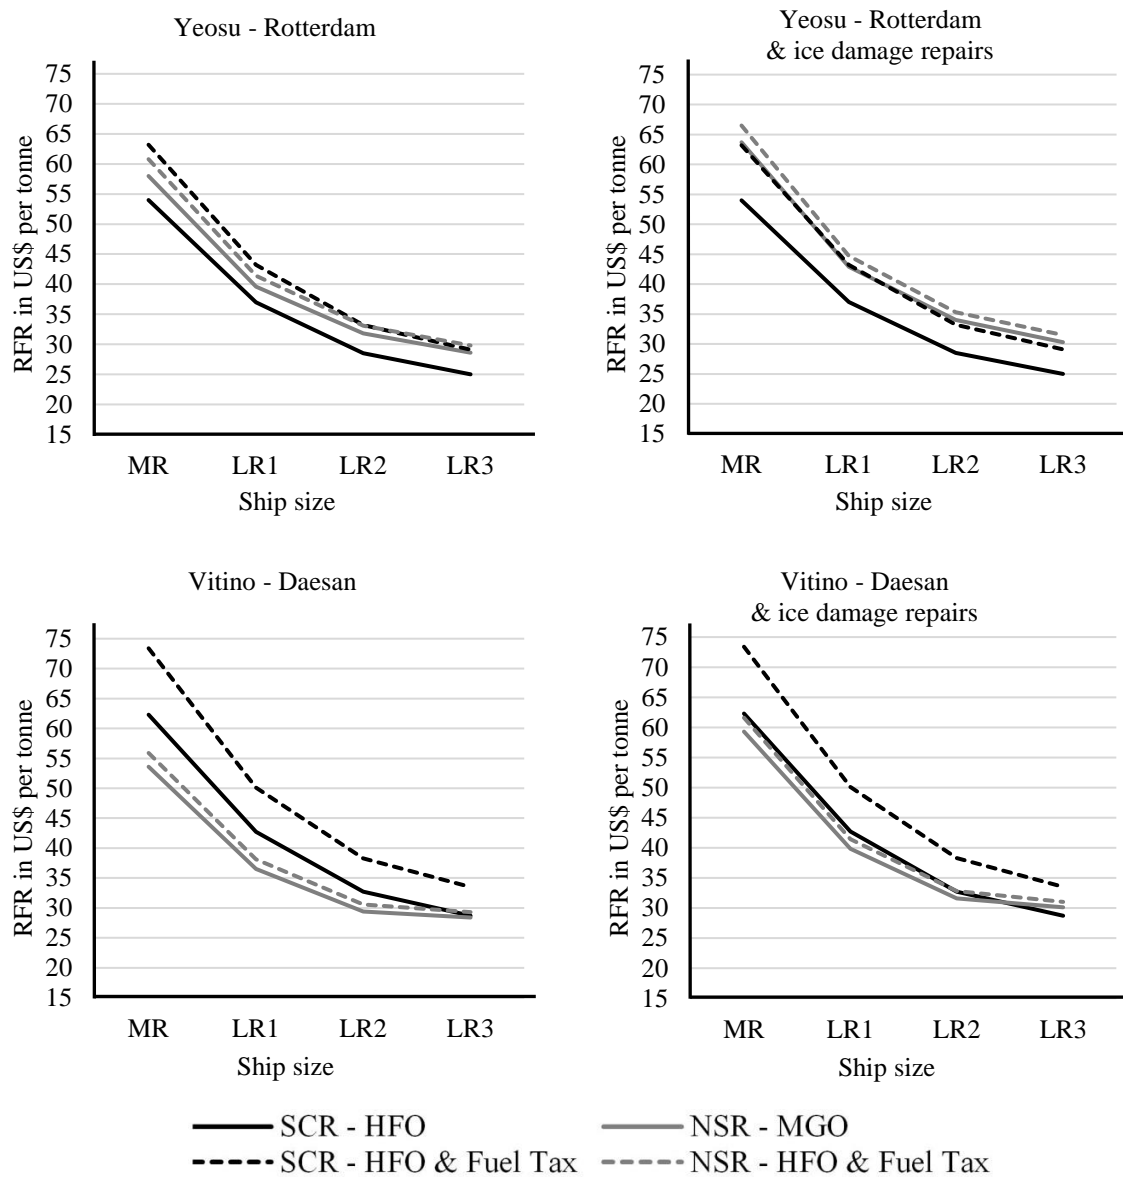 Yeosu - Rotterdam
RFR in US$ per tonne
75
70
65
60
55
50
45
40
35
30
25
20
15
MR LR1 LR2 LR3
Ship size
Yeosu - Rotterdam
& ice damage repairs
RFR in US$ per tonne
75
70
65
60
55
50
45
40
35
30
25
20
15
MR LR1 LR2 LR3
Ship size
Vitino - Daesan
RFR in US$ per tonne
75
70
65
60
55
50
45
40
35
30
25
20
15
MR LR1 LR2 LR3
Ship size
Vitino - Daesan
& ice damage repairs
RFR in US$ per tonne
75
70
65
60
55
50
45
40
35
30
25
20
15
MR LR1 LR2 LR3
Ship size
SCR - HFO NSR - MGO
SCR - HFO & Fuel Tax NSR - HFO & Fuel Tax